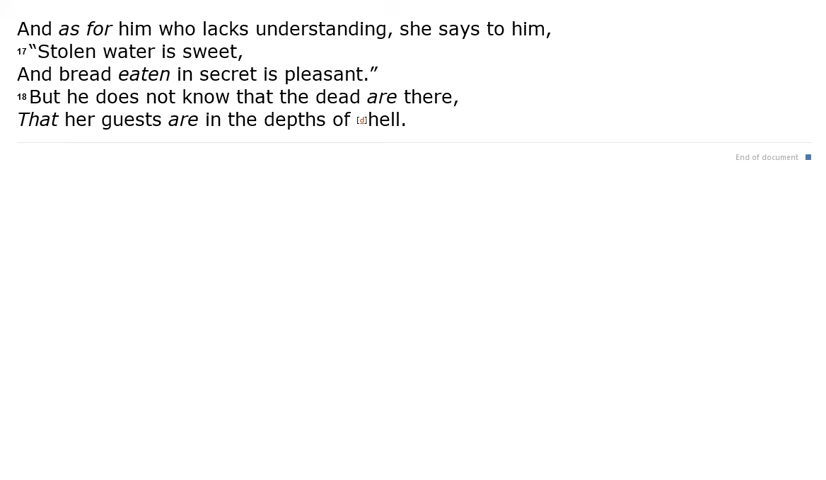 And as for him who lacks understanding, she says to him,
17 “Stolen water is sweet,
And bread eaten in secret is pleasant.”
18 But he does not know that the dead are there,
That her guests are in the depths of [d]hell.
End of document